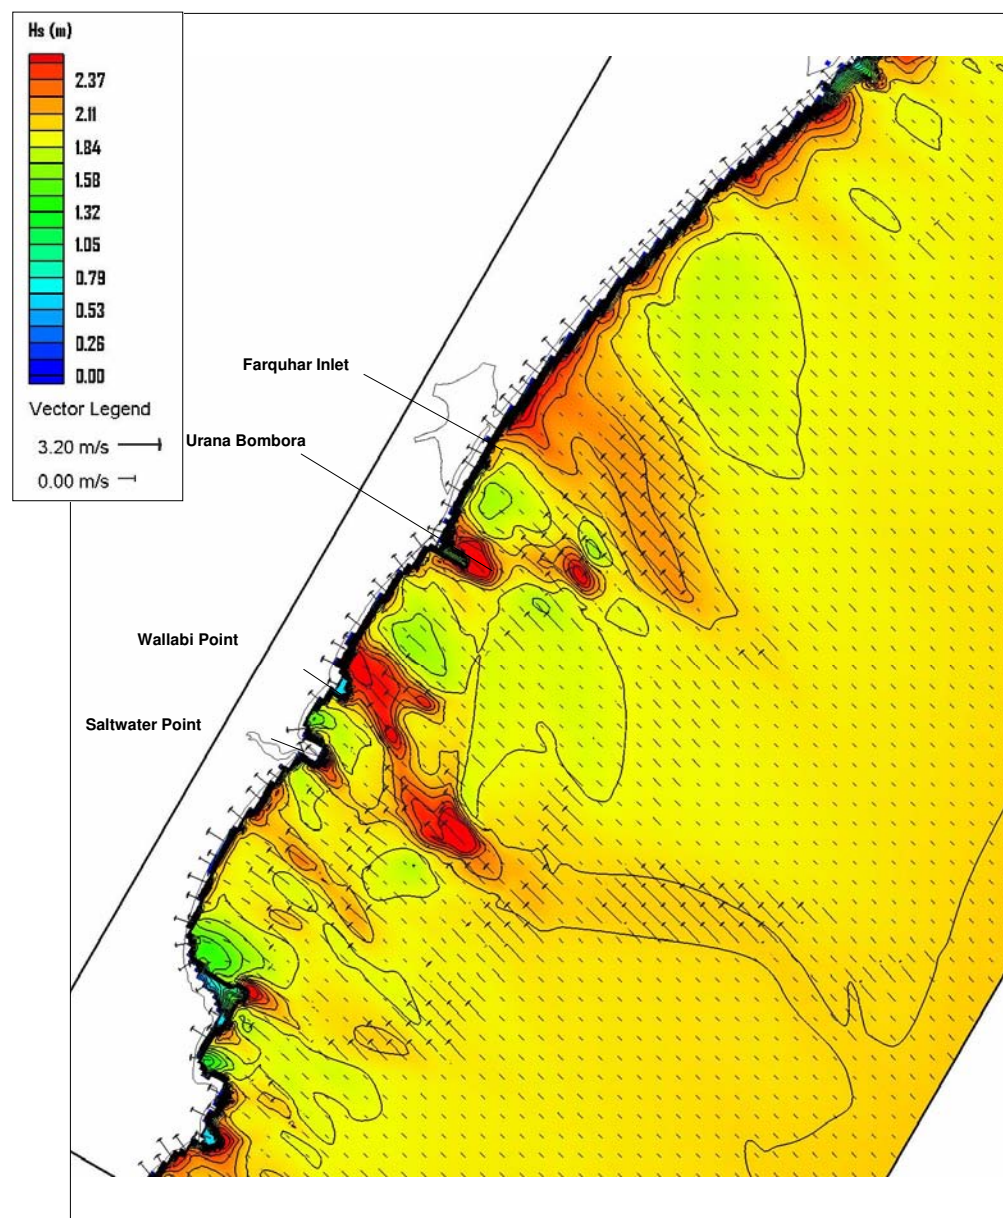 Hs (m)
2.37
2.11
1.84
1.58
1.32
1.05
0.79
0.53
0.26
0.00
Vector Legend
3.20 m/s
0.00 m/s
Farquhar Inlet
Urana Bombora
Wallabi Point
Saltwater Point